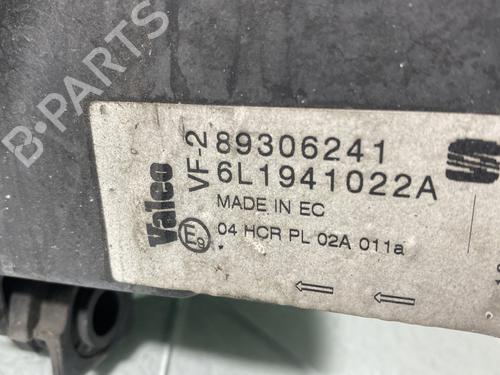 B-PARTS
Valeo
VF-2
89306241
6L1941022A
MADE IN EC
E9
04 HCR PL 02A 011a